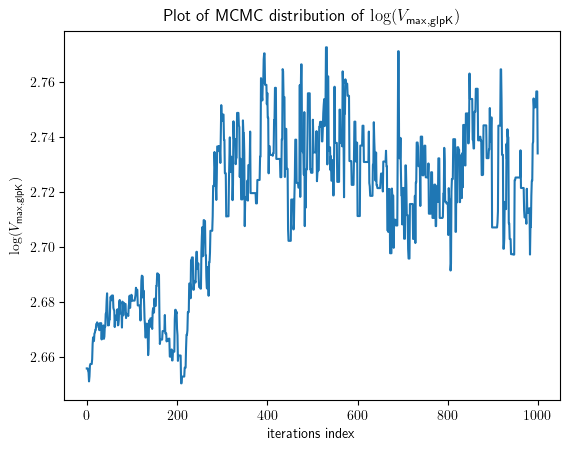 Plot of MCMC distribution of log(V_max,glpK)
log(V_max,glpK)
2.76
2.74
2.72
2.70
2.68
2.66
0 200 400 600 800 1000
iterations index